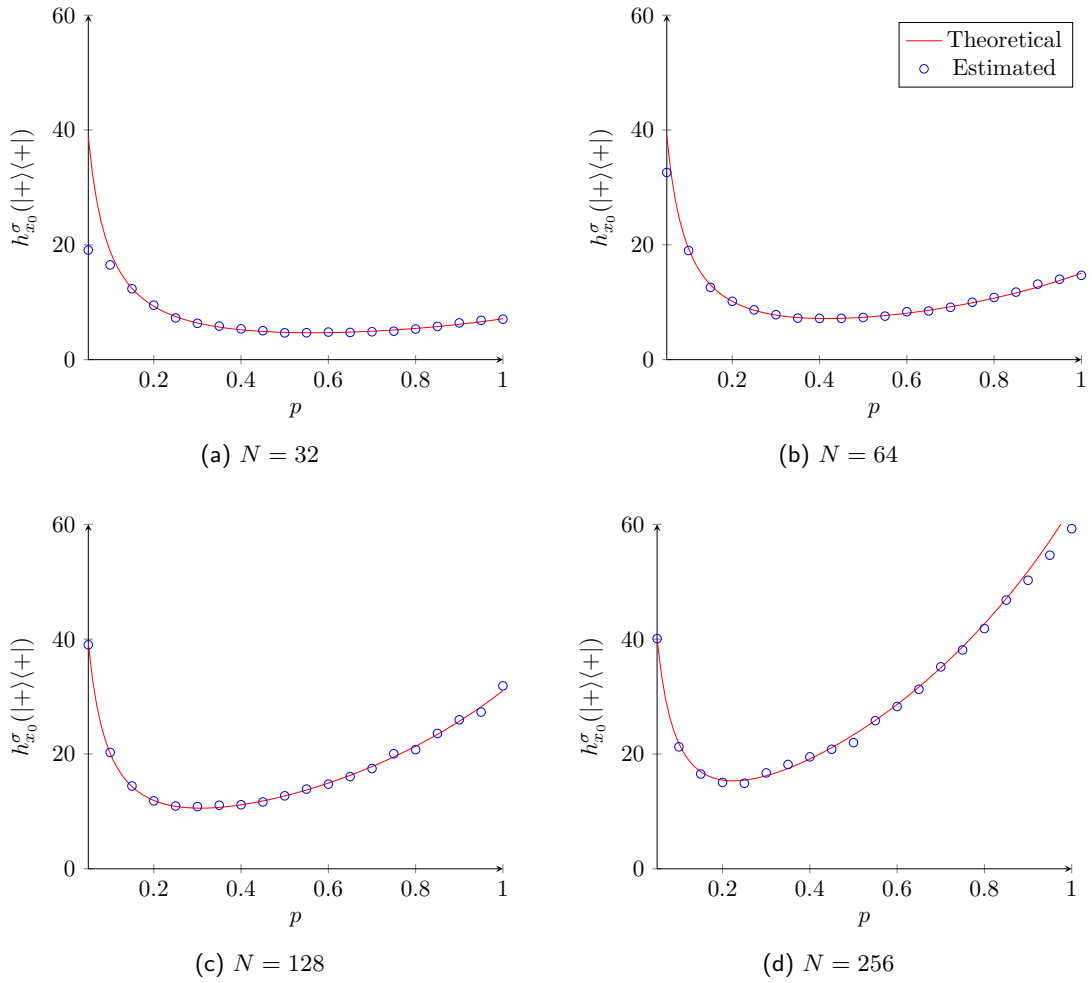 60
40
20
0
0.2 0.4 0.6 0.8 1
p
h^σ_{x_0}(|+⟩⟨+|)
(a) N = 32
60
40
20
0
0.2 0.4 0.6 0.8 1
p
h^σ_{x_0}(|+⟩⟨+|)
Theoretical
Estimated
(b) N = 64
60
40
20
0
0.2 0.4 0.6 0.8 1
p
h^σ_{x_0}(|+⟩⟨+|)
(c) N = 128
60
40
20
0
0.2 0.4 0.6 0.8 1
p
h^σ_{x_0}(|+⟩⟨+|)
(d) N = 256